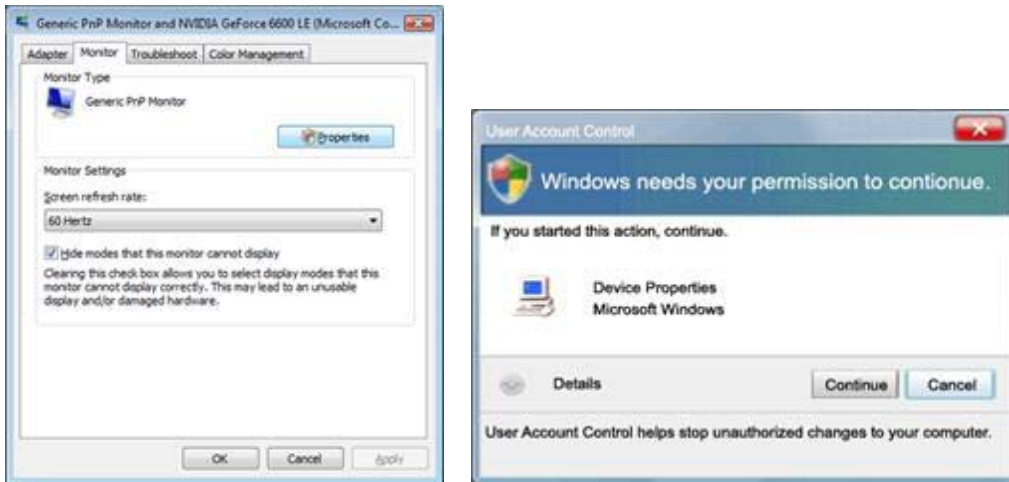 Generic PnP Monitor and NVIDIA GeForce 6600 LE (Microsoft Co...
Adapter Monitor Troubleshoot Color Management
Monitor Type
Generic PnP Monitor
Properties
Monitor Settings
Screen refresh rate:
60 Hertz
Hide modes that this monitor cannot display
Clearing this check box allows you to select display modes that this
monitor cannot display correctly. This may lead to an unusable
display and/or damaged hardware.
OK Cancel Apply
User Account Control
Windows needs your permission to contionue.
If you started this action, continue.
Device Properties
Microsoft Windows
Details Continue Cancel
User Account Control helps stop unauthorized changes to your computer.